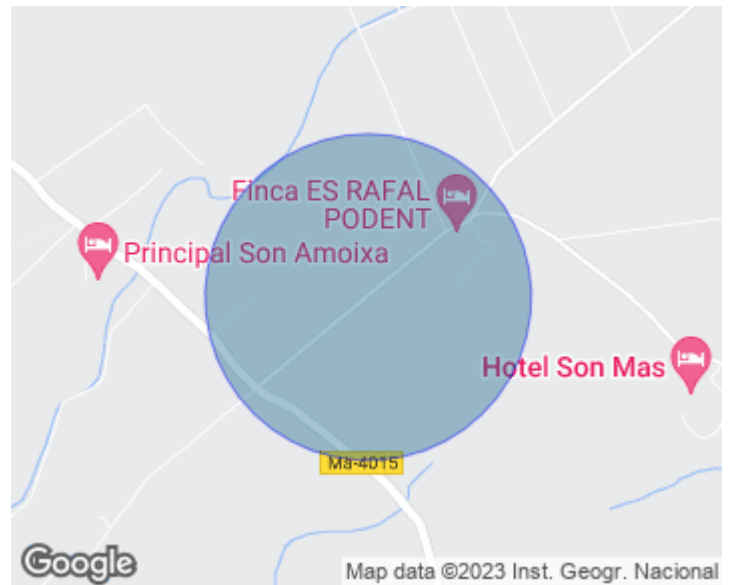 Finca ES RAFAL
PODENT
Principal Son Amoixa
Hotel Son Mas
Ma-4015
Google
Map data ©2023 Inst. Geogr. Nacional